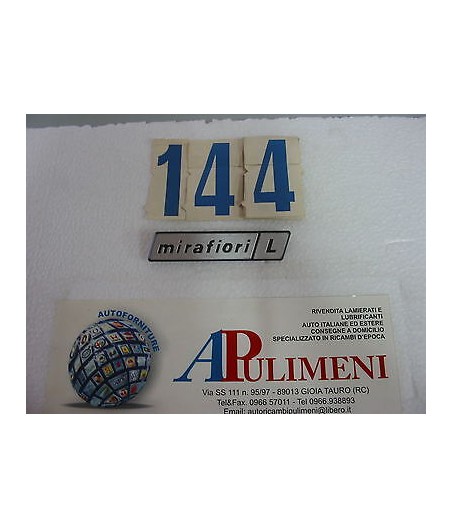 144
mirafiori L
AUTOFORNITURE
RIVENDITA LAMIERATI E
LUBRIFICANTI
AUTO ITALIANE ED ESTERE
CONSEGNE A DOMICILIO
SPECIALIZZATO IN RICAMBI D'EPOCA
APULIMENI
Via SS 111 n. 95/97 - 89013 GIOIA TAURO (RC)
Tel&Fax. 0966 57011 - Tel 0966.938893
Email: autoricambipulimeni@libero.it